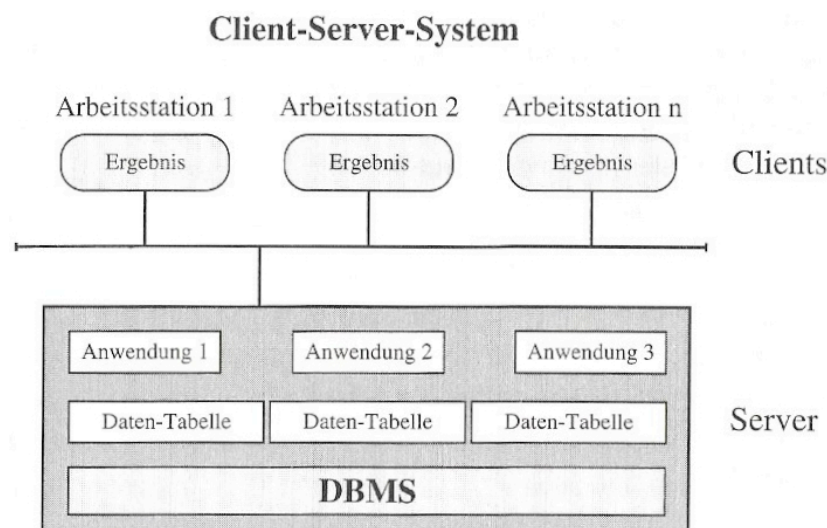 Client-Server-System
Arbeitsstation 1 Arbeitsstation 2 Arbeitsstation n
Ergebnis Ergebnis Ergebnis Clients
Anwendung 1 Anwendung 2 Anwendung 3
Daten-Tabelle Daten-Tabelle Daten-Tabelle Server
DBMS